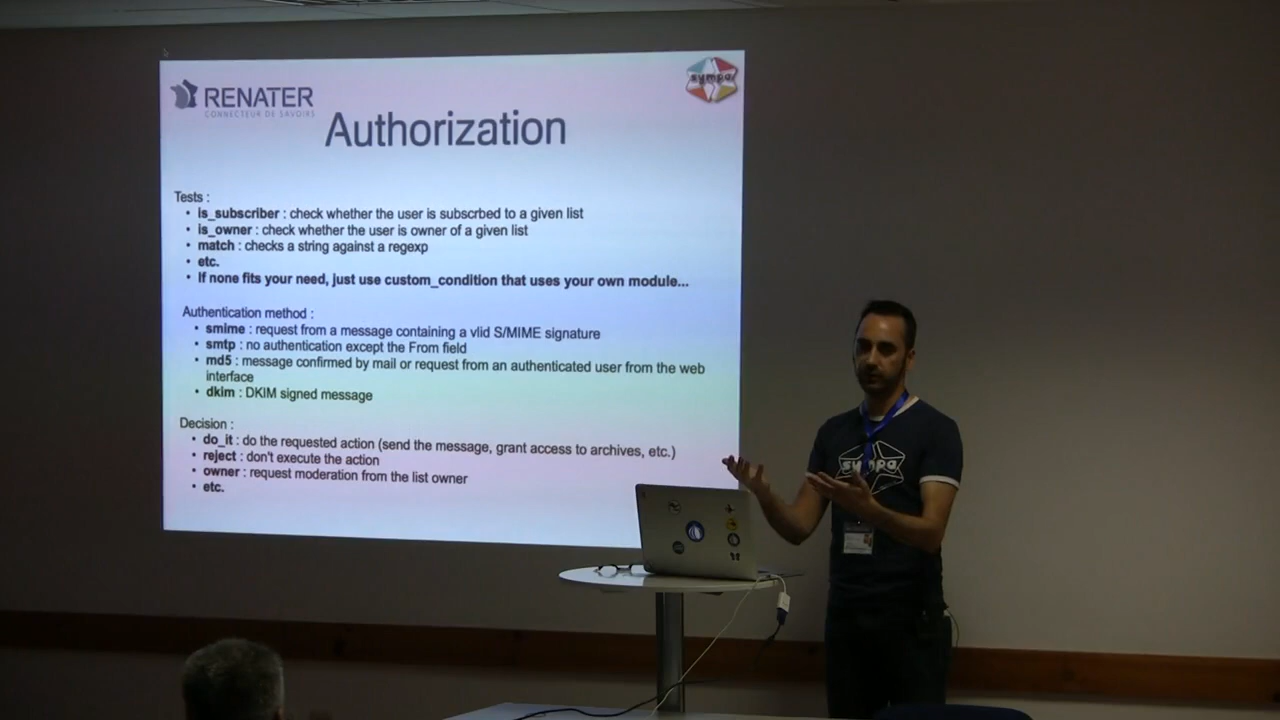 RENATER
CONNECTEUR DE SAVOIRS
sympa
Authorization
Tests :
• is_subscriber : check whether the user is subscrbed to a given list
• is_owner : check whether the user is owner of a given list
• match : checks a string against a regexp
• etc.
• If none fits your need, just use custom_condition that uses your own module...
Authentication method :
• smime : request from a message containing a vlid S/MIME signature
• smtp : no authentication except the From field
• md5 : message confirmed by mail or request from an authenticated user from the web
interface
• dkim : DKIM signed message
Decision :
• do_it : do the requested action (send the message, grant access to archives, etc.)
• reject : don't execute the action
• owner : request moderation from the list owner
• etc.
sympa